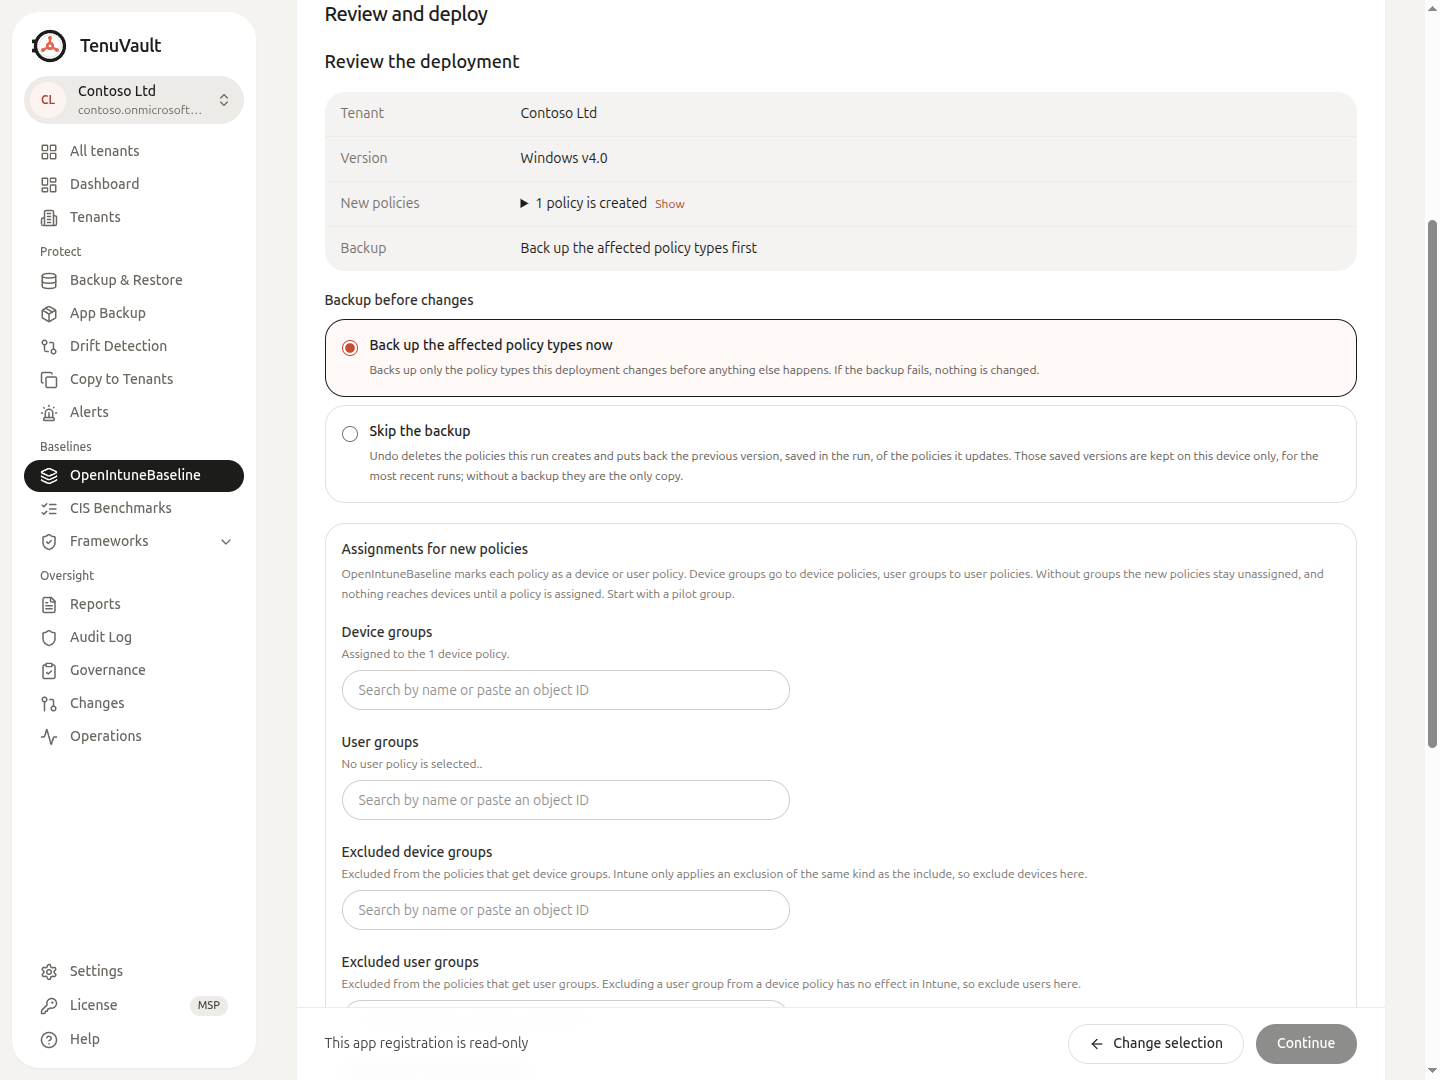 Review and deploy
TenuVault
CL
Contoso Ltd
contoso.onmicrosoft...
All tenants
Dashboard
Tenants
Protect
Backup & Restore
App Backup
Drift Detection
Copy to Tenants
Alerts
Baselines
OpenIntuneBaseline
CIS Benchmarks
Frameworks
Oversight
Reports
Audit Log
Governance
Changes
Operations
Settings
License MSP
Help
Review the deployment
Tenant Contoso Ltd
Version Windows v4.0
New policies 1 policy is created Show
Backup Back up the affected policy types first
Backup before changes
Back up the affected policy types now
Backs up only the policy types this deployment changes before anything else happens. If the backup fails, nothing is changed.
Skip the backup
Undo deletes the policies this run creates and puts back the previous version, saved in the run, of the policies it updates. Those saved versions are kept on this device only, for the
most recent runs; without a backup they are the only copy.
Assignments for new policies
OpenIntuneBaseline marks each policy as a device or user policy. Device groups go to device policies, user groups to user policies. Without groups the new policies stay unassigned, and
nothing reaches devices until a policy is assigned. Start with a pilot group.
Device groups
Assigned to the 1 device policy.
Search by name or paste an object ID
User groups
No user policy is selected..
Search by name or paste an object ID
Excluded device groups
Excluded from the policies that get device groups. Intune only applies an exclusion of the same kind as the include, so exclude devices here.
Search by name or paste an object ID
Excluded user groups
Excluded from the policies that get user groups. Excluding a user group from a device policy has no effect in Intune, so exclude users here.
This app registration is read-only
Change selection
Continue